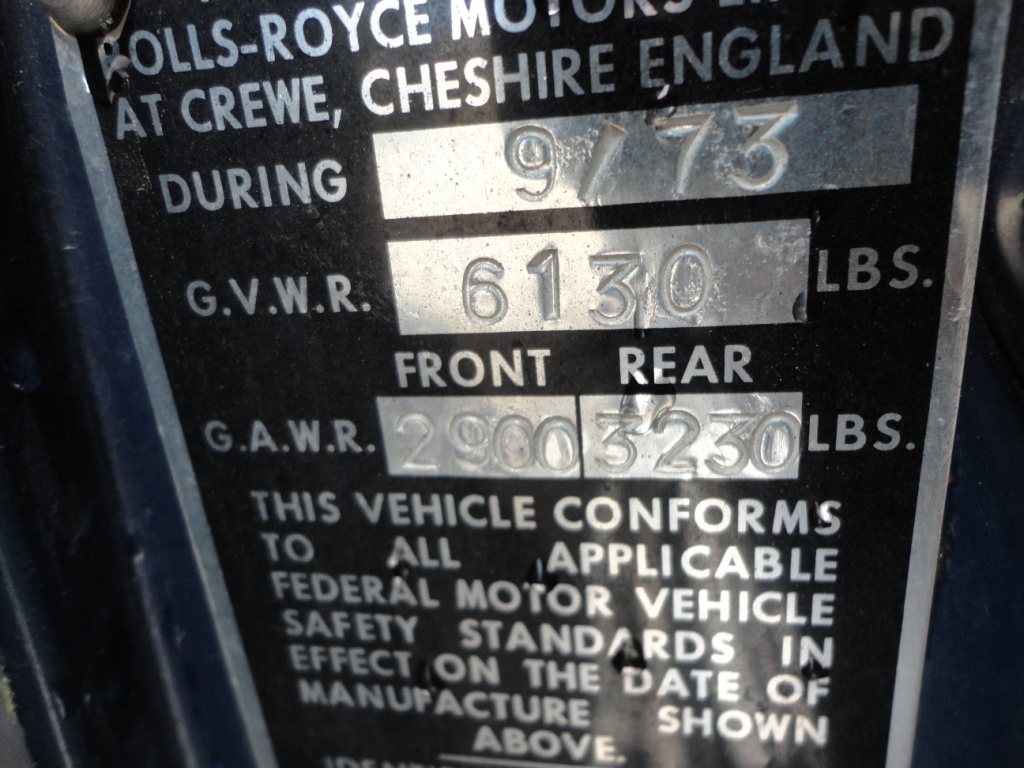 ROLLS-ROYCE MOTORS
AT CREWE, CHESHIRE ENGLAND
DURING 9/73
G.V.W.R. 6130 LBS.
FRONT REAR
G.A.W.R. 2900 3230 LBS.
THIS VEHICLE CONFORMS
TO ALL APPLICABLE
FEDERAL MOTOR VEHICLE
SAFETY STANDARDS IN
EFFECT ON THE DATE OF
MANUFACTURE SHOWN
ABOVE.